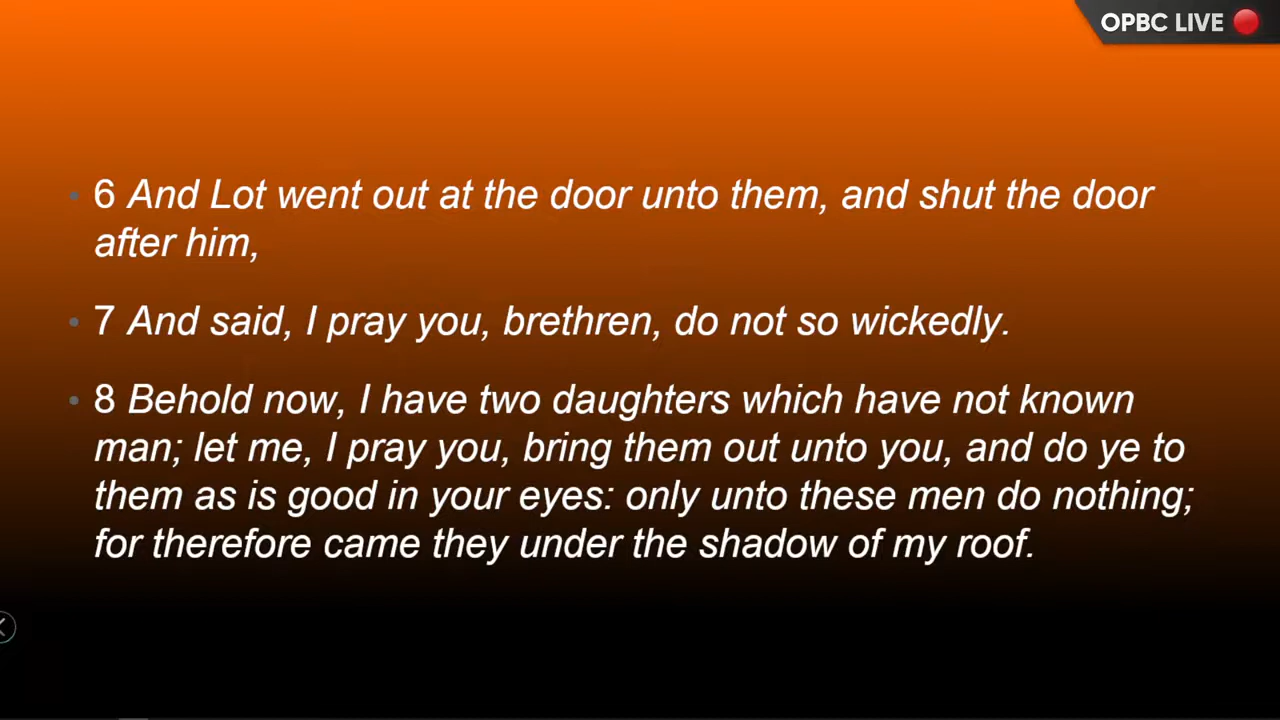 OPBC LIVE
• 6 And Lot went out at the door unto them, and shut the door
after him,
• 7 And said, I pray you, brethren, do not so wickedly.
• 8 Behold now, I have two daughters which have not known
man; let me, I pray you, bring them out unto you, and do ye to
them as is good in your eyes: only unto these men do nothing;
for therefore came they under the shadow of my roof.